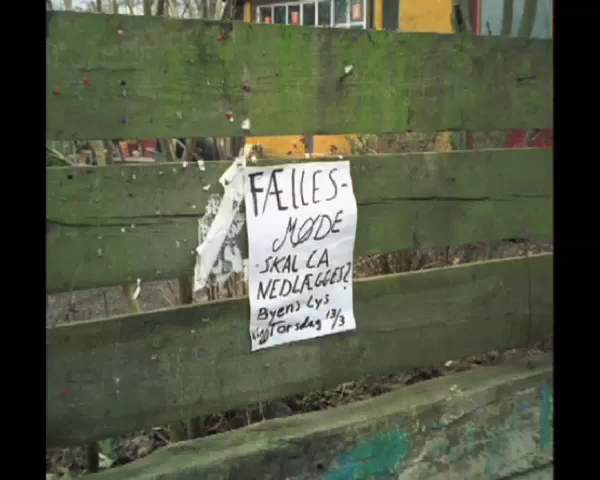 FÆLLES-
MØDE
-SKAL CA
NEDLÆGGES?
Byens Lys
Torsdag 13/3